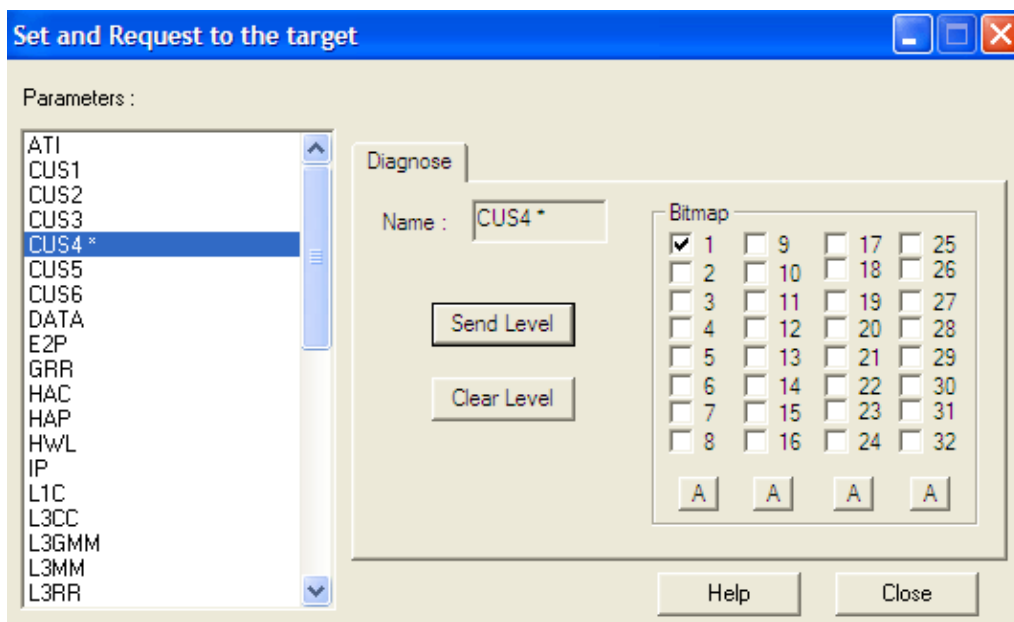 Set and Request to the target
Parameters :
ATI
CUS1
CUS2
CUS3
CUS4 *
CUS5
CUS6
DATA
E2P
GRR
HAC
HAP
HWL
IP
L1C
L3CC
L3GMM
L3MM
L3RR
Diagnose
Name : CUS4 *
Send Level
Clear Level
Bitmap
1 9 17 25
2 10 18 26
3 11 19 27
4 12 20 28
5 13 21 29
6 14 22 30
7 15 23 31
8 16 24 32
A A A A
Help Close